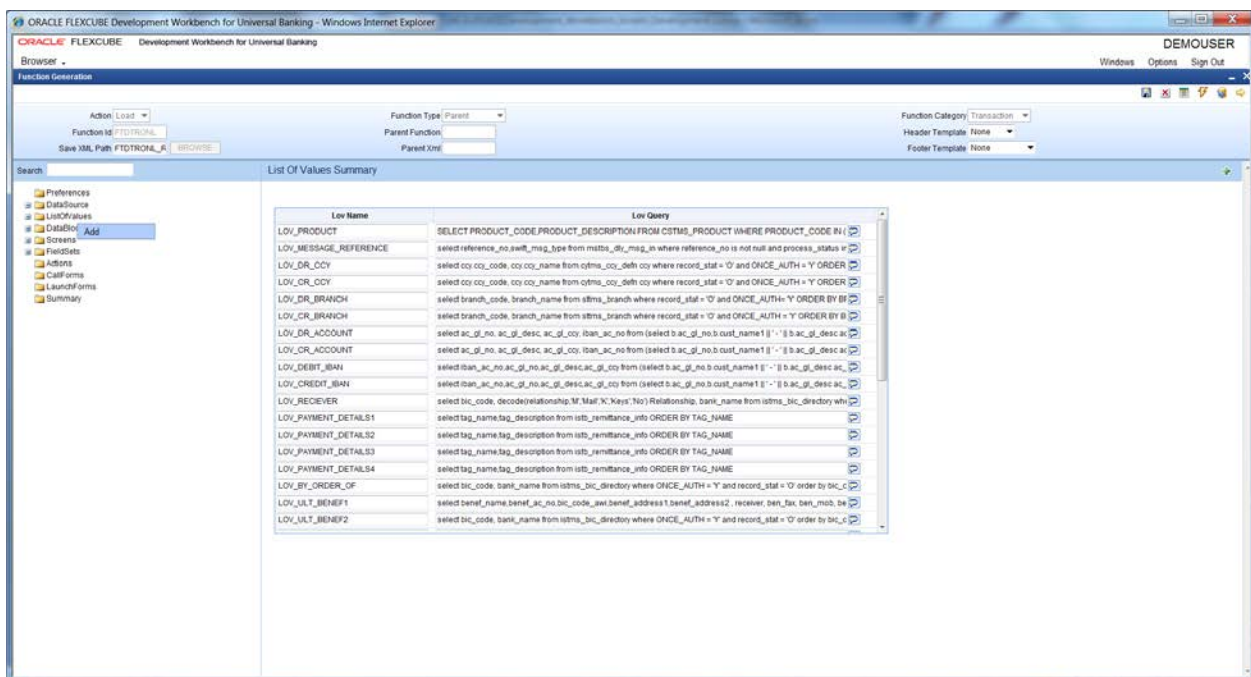 ORACLE FLEXCUBE Development Workbench for Universal Banking - Windows Internet Explorer
ORACLE FLEXCUBE Development Workbench for Universal Banking
DEMOUSER
Browser
Windows Options Sign Out
Function Generation
Action Load
Function Type Parent
Function Category Transaction
Function Id FTDTRONL
Parent Function
Header Template None
Save XML Path FTDTRONL_R BROWSE
Parent Xml
Footer Template None
Search
List Of Values Summary
Preferences
DataSource
ListOfValues
DataBloc
Add
Screens
FieldSets
Actions
CallForms
LaunchForms
Summary
Lov Name Lov Query
LOV_PRODUCT SELECT PRODUCT_CODE,PRODUCT_DESCRIPTION FROM CSTMS_PRODUCT WHERE PRODUCT_CODE IN (
LOV_MESSAGE_REFERENCE select reference_no,swift_msg_type from mstbs_dly_msg_in where reference_no is not null and process_status ir
LOV_DR_CCY select ccy.ccy_code, ccy.ccy_name from cytms_ccy_defn ccy where record_stat = 'O' and ONCE_AUTH = 'Y' ORDER
LOV_CR_CCY select ccy.ccy_code, ccy.ccy_name from cytms_ccy_defn ccy where record_stat = 'O' and ONCE_AUTH = 'Y' ORDER
LOV_DR_BRANCH select branch_code, branch_name from sttms_branch where record_stat = 'O' and ONCE_AUTH= 'Y' ORDER BY BF
LOV_CR_BRANCH select branch_code, branch_name from sttms_branch where record_stat = 'O' and ONCE_AUTH = 'Y' ORDER BY B
LOV_DR_ACCOUNT select ac_gl_no, ac_gl_desc, ac_gl_ccy, iban_ac_no from (select b.ac_gl_no,b.cust_name1 || ' - ' || b.ac_gl_desc ac
LOV_CR_ACCOUNT select ac_gl_no, ac_gl_desc, ac_gl_ccy, iban_ac_no from (select b.ac_gl_no,b.cust_name1 || ' - ' || b.ac_gl_desc ac
LOV_DEBIT_IBAN select iban_ac_no,ac_gl_no,ac_gl_desc,ac_gl_ccy from (select b.ac_gl_no,b.cust_name1 || ' - ' || b.ac_gl_desc ac_
LOV_CREDIT_IBAN select iban_ac_no,ac_gl_no,ac_gl_desc,ac_gl_ccy from (select b.ac_gl_no,b.cust_name1 || ' - ' || b.ac_gl_desc ac_
LOV_RECIEVER select bic_code, decode(relationship,'M','Mail','K','Keys','No') Relationship, bank_name from istms_bic_directory whe
LOV_PAYMENT_DETAILS1 select tag_name,tag_description from istb_remittance_info ORDER BY TAG_NAME
LOV_PAYMENT_DETAILS2 select tag_name,tag_description from istb_remittance_info ORDER BY TAG_NAME
LOV_PAYMENT_DETAILS3 select tag_name,tag_description from istb_remittance_info ORDER BY TAG_NAME
LOV_PAYMENT_DETAILS4 select tag_name,tag_description from istb_remittance_info ORDER BY TAG_NAME
LOV_BY_ORDER_OF select bic_code, bank_name from istms_bic_directory where ONCE_AUTH = 'Y' and record_stat = 'O' order by bic_c
LOV_ULT_BENEF1 select benef_name,benef_ac_no,bic_code_awi,benef_address1,benef_address2 , receiver, ben_fax, ben_mob, be
LOV_ULT_BENEF2 select bic_code, bank_name from istms_bic_directory where ONCE_AUTH = 'Y' and record_stat = 'O' order by bic_c